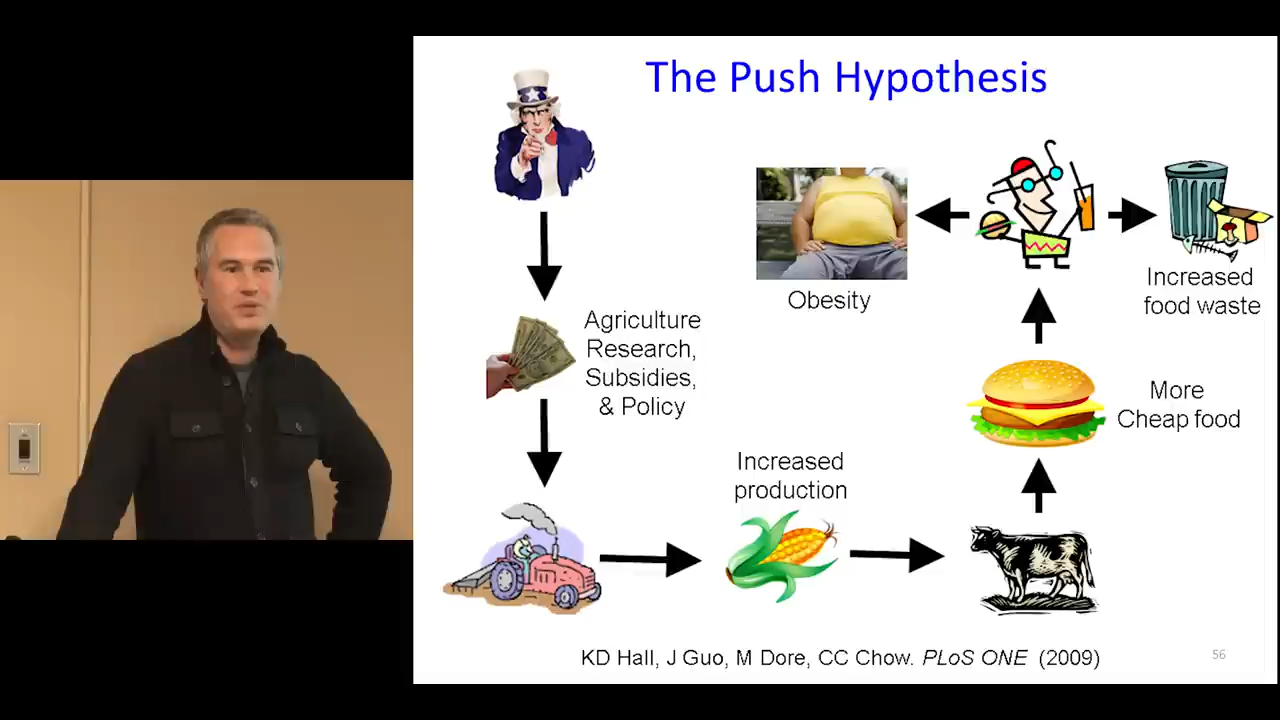 The Push Hypothesis
Agriculture
Research,
Subsidies,
& Policy
Increased
production
More
Cheap food
Obesity
Increased
food waste
KD Hall, J Guo, M Dore, CC Chow. PLoS ONE (2009)
56